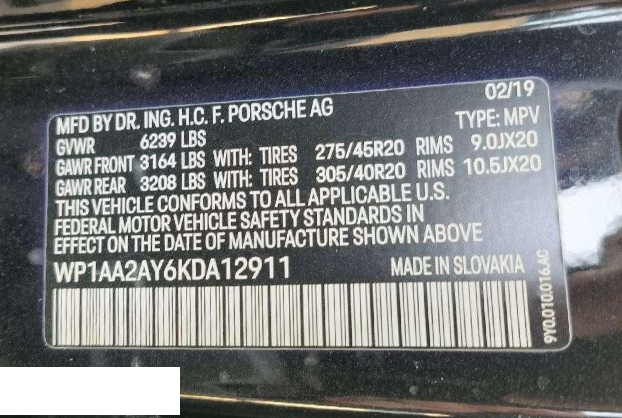 02/19
MFD BY DR. ING. H.C. F. PORSCHE AG TYPE: MPV
GVWR 6239 LBS
GAWR FRONT 3164 LBS WITH: TIRES 275/45R20 RIMS 9.0JX20
GAWR REAR 3208 LBS WITH: TIRES 305/40R20 RIMS 10.5JX20
THIS VEHICLE CONFORMS TO ALL APPLICABLE U.S.
FEDERAL MOTOR VEHICLE SAFETY STANDARDS IN
EFFECT ON THE DATE OF MANUFACTURE SHOWN ABOVE
WP1AA2AY6KDA12911 MADE IN SLOVAKIA
9Y0.010.016.AC